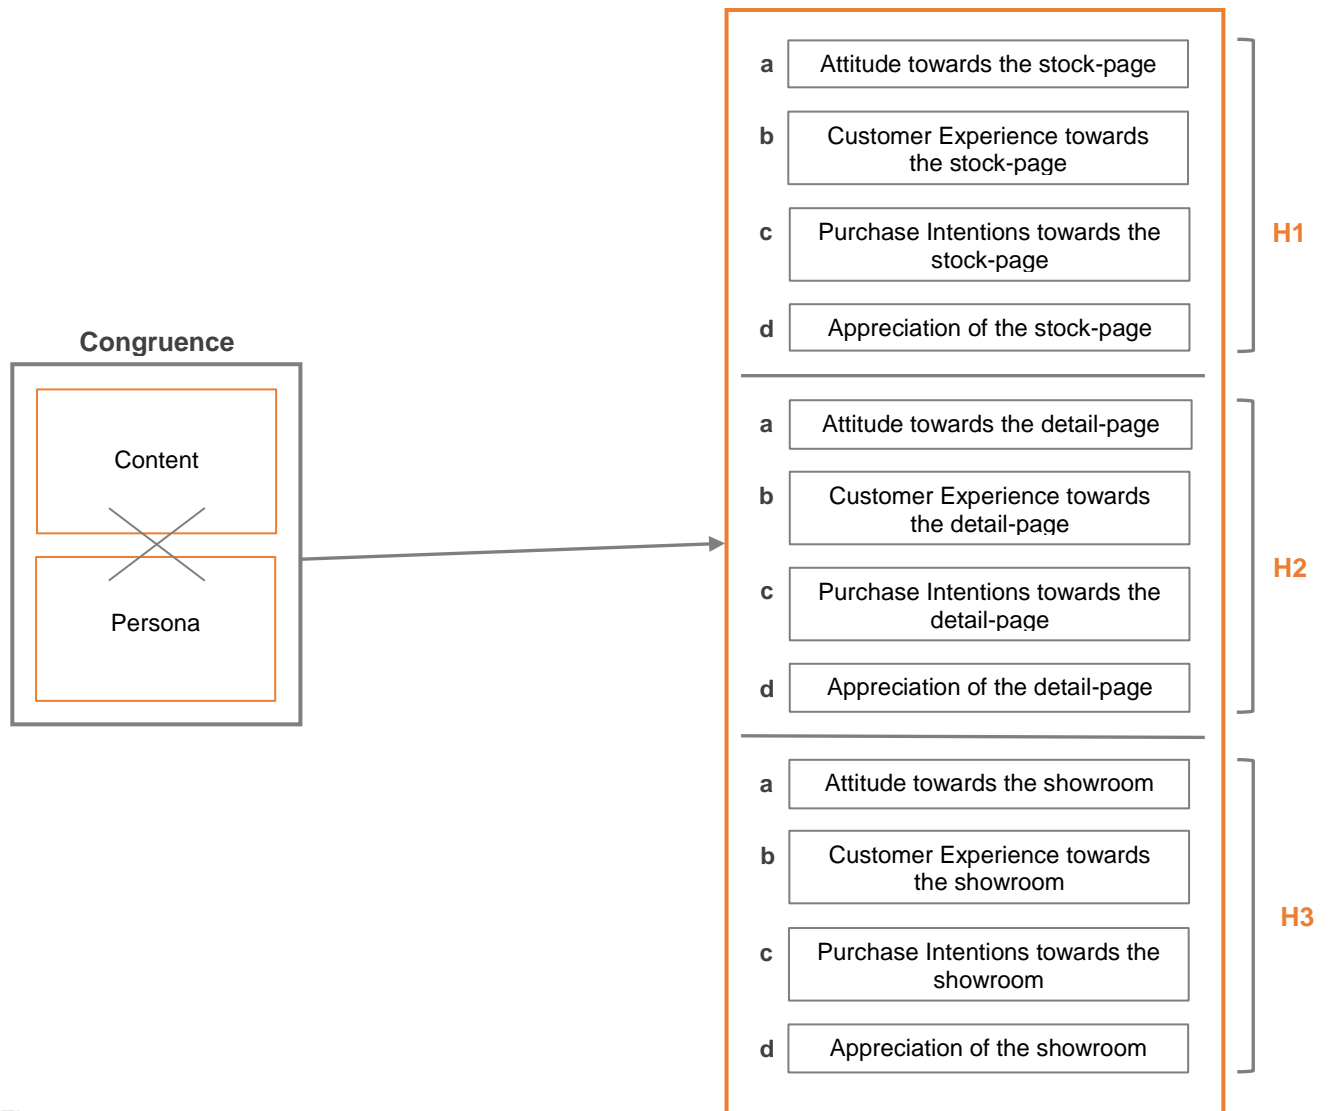 a
Attitude towards the stock-page
b
Customer Experience towards
the stock-page
c
Purchase Intentions towards the
stock-page
d
Appreciation of the stock-page
H1
Congruence
Content
Persona
a
Attitude towards the detail-page
b
Customer Experience towards
the detail-page
c
Purchase Intentions towards the
detail-page
d
Appreciation of the detail-page
H2
a
Attitude towards the showroom
b
Customer Experience towards
the showroom
c
Purchase Intentions towards the
showroom
d
Appreciation of the showroom
H3